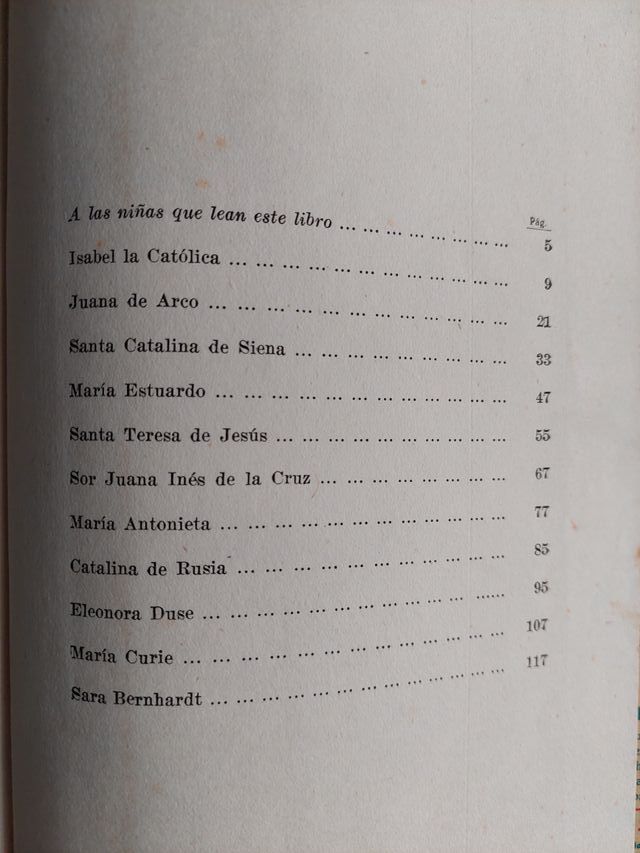 Pág.
A las niñas que lean este libro ... ... ... ... ... ... ... 5
Isabel la Católica ... ... ... ... ... ... ... ... ... ... ... 9
Juana de Arco ... ... ... ... ... ... ... ... ... ... ... ... 21
Santa Catalina de Siena ... ... ... ... ... ... ... ... ... 33
María Estuardo ... ... ... ... ... ... ... ... ... ... ... ... 47
Santa Teresa de Jesús ... ... ... ... ... ... ... ... ... ... 55
Sor Juana Inés de la Cruz ... ... ... ... ... ... ... ... 67
María Antonieta ... ... ... ... ... ... ... ... ... ... ... ... 77
Catalina de Rusia ... ... ... ... ... ... ... ... ... ... ... 85
Eleonora Duse ... ... ... ... ... ... ... ... ... ... ... ...... 95
María Curie ... ... ... ... ... ... ... ... ... ... ... ... ... 107
Sara Bernhardt ... ... ... ... ... ... ... ... ... ... ... ... 117